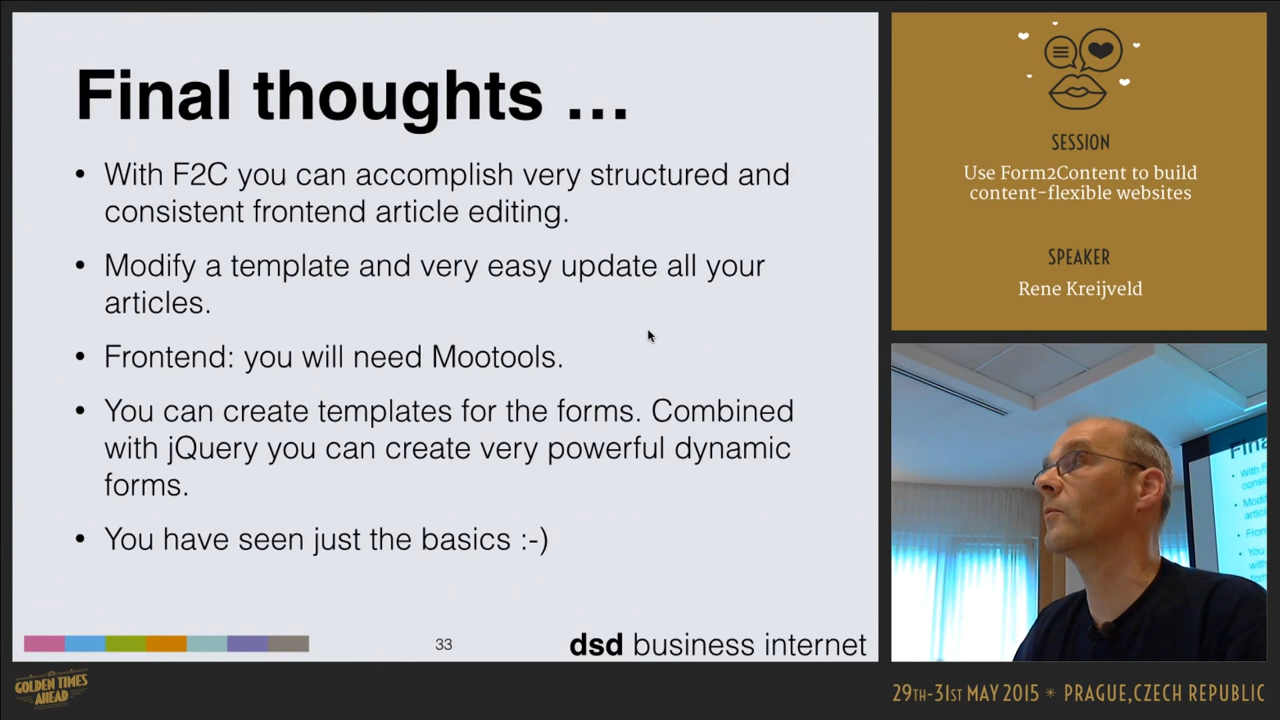 Final thoughts …
• With F2C you can accomplish very structured and
consistent frontend article editing.
• Modify a template and very easy update all your
articles.
• Frontend: you will need Mootools.
• You can create templates for the forms. Combined
with jQuery you can create very powerful dynamic
forms.
• You have seen just the basics :-)
33
dsd business internet
SESSION
Use Form2Content to build
content-flexible websites
SPEAKER
Rene Kreijveld
GOLDEN TIMES
AHEAD
29TH-31ST MAY 2015 * PRAGUE, CZECH REPUBLIC